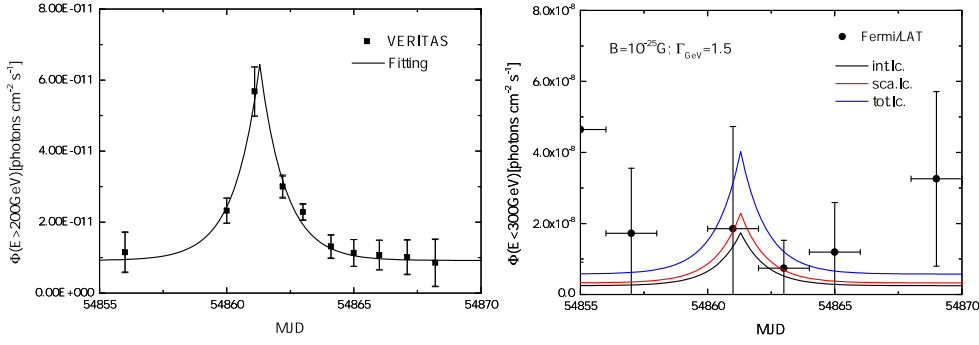 8.00E-011
6.00E-011
4.00E-011
2.00E-011
0.00E+000
Φ(E>200GeV)[photons cm⁻² s⁻¹]
VERITAS
Fitting
54855 54860 54865 54870
MJD
8.0x10⁻⁸
6.0x10⁻⁸
4.0x10⁻⁸
2.0x10⁻⁸
0.0
Φ(E<300GeV)[photons cm⁻² s⁻¹]
B=10⁻²⁵G; Γ_GeV=1.5
Fermi/LAT
int.lc.
sca.lc.
tot.lc.
54855 54860 54865 54870
MJD